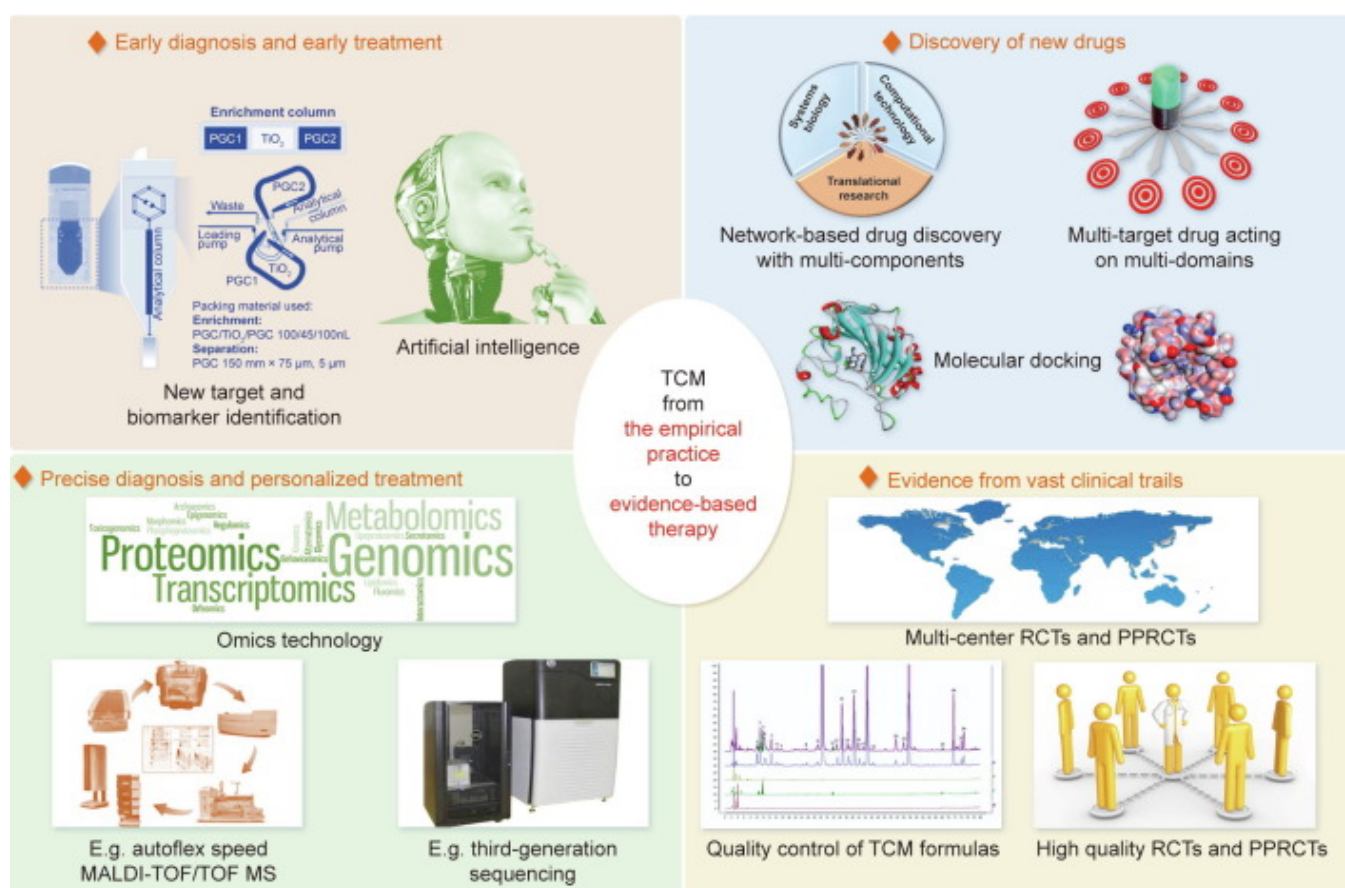 Early diagnosis and early treatment
Enrichment column
PGC1 TiO₂ PGC2
PGC2
Waste
Analytical column
Loading pump
Analytical pump
TiO₂
PGC1
Analytical column
Packing material used:
Enrichment:
PGC/TiO₂/PGC 100/45/100nL
Separation:
PGC 150 mm × 75 μm, 5 μm
New target and
biomarker identification
Artificial intelligence
Discovery of new drugs
Systems biology
Computational technology
Translational
research
Network-based drug discovery
with multi-components
Multi-target drug acting
on multi-domains
Molecular docking
TCM
from
the empirical
practice
to
evidence-based
therapy
Precise diagnosis and personalized treatment
Metabolomics
Proteomics
Genomics
Transcriptomics
Omics technology
E.g. autoflex speed
MALDI-TOF/TOF MS
E.g. third-generation
sequencing
Evidence from vast clinical trails
Multi-center RCTs and PPRCTs
Quality control of TCM formulas
High quality RCTs and PPRCTs